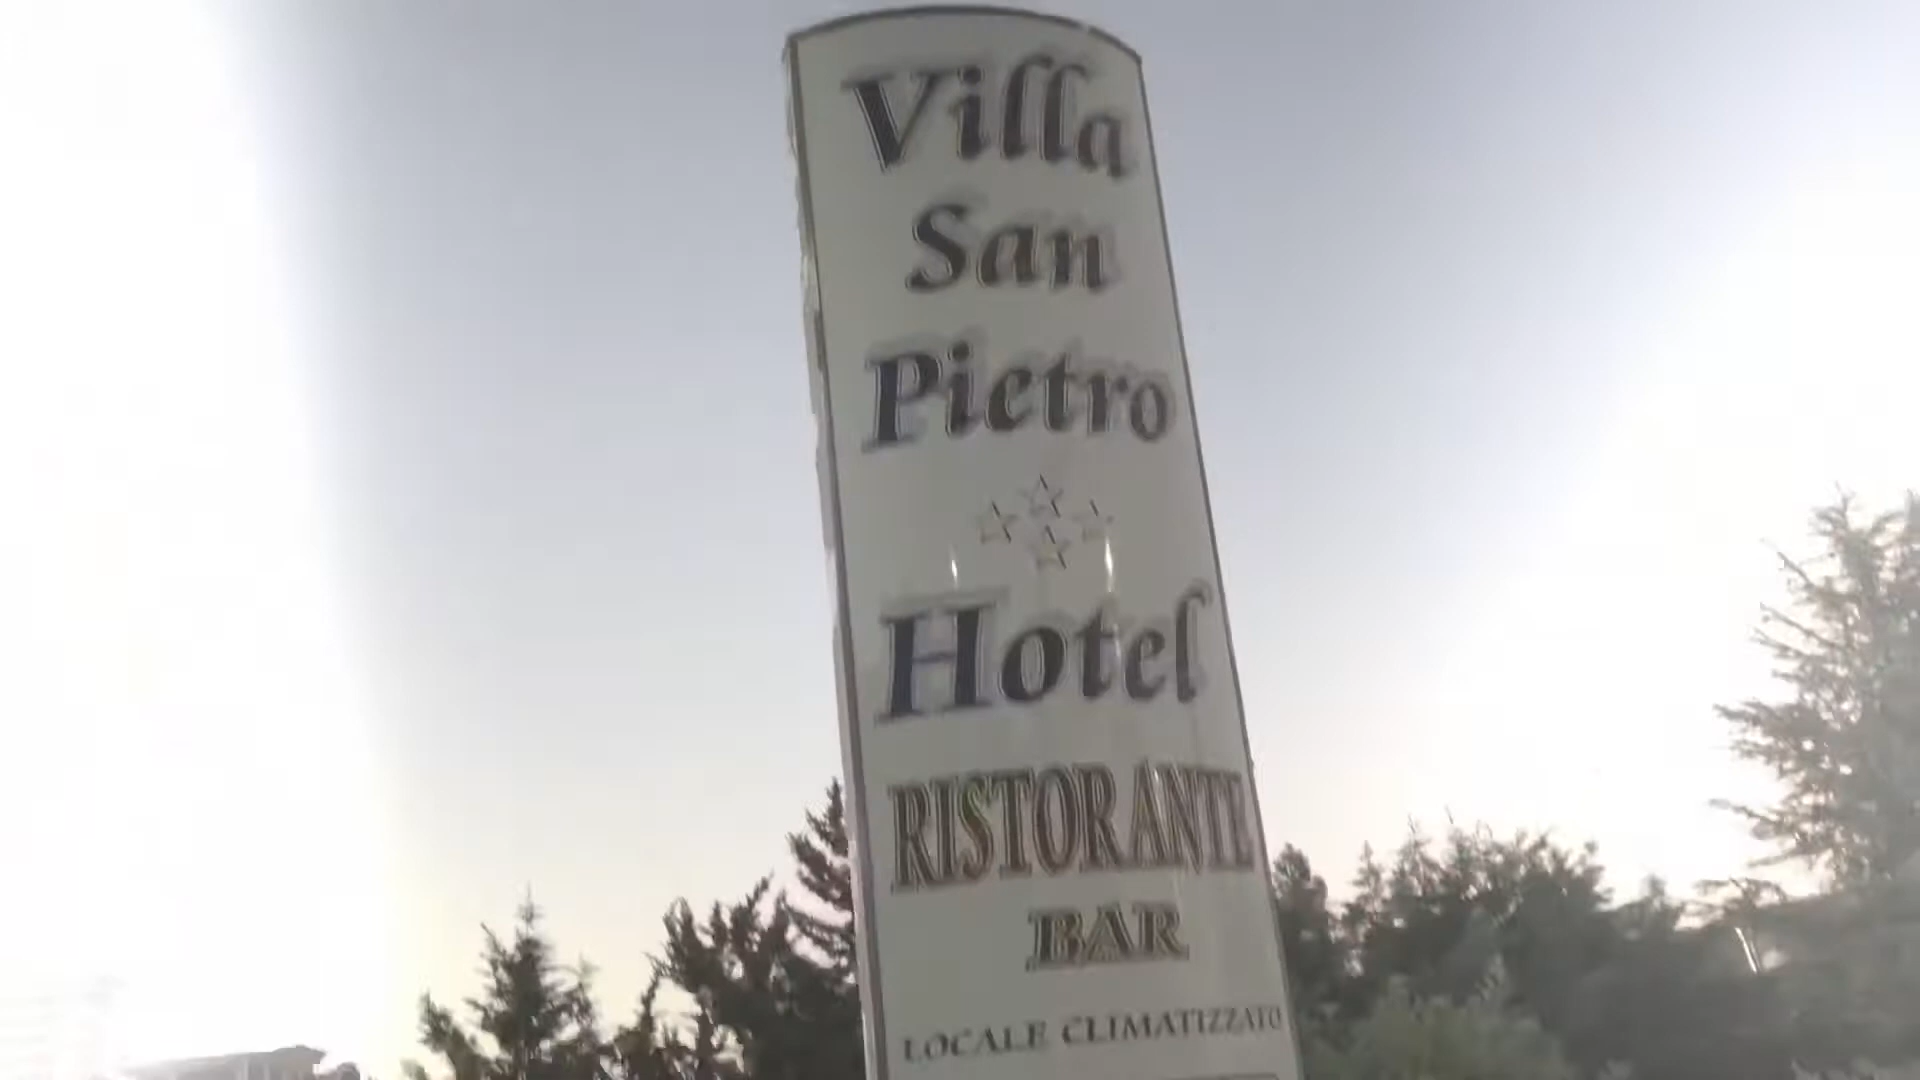 Villa
San
Pietro
Hotel
RISTORANTE
BAR
LOCALE CLIMATIZZATO